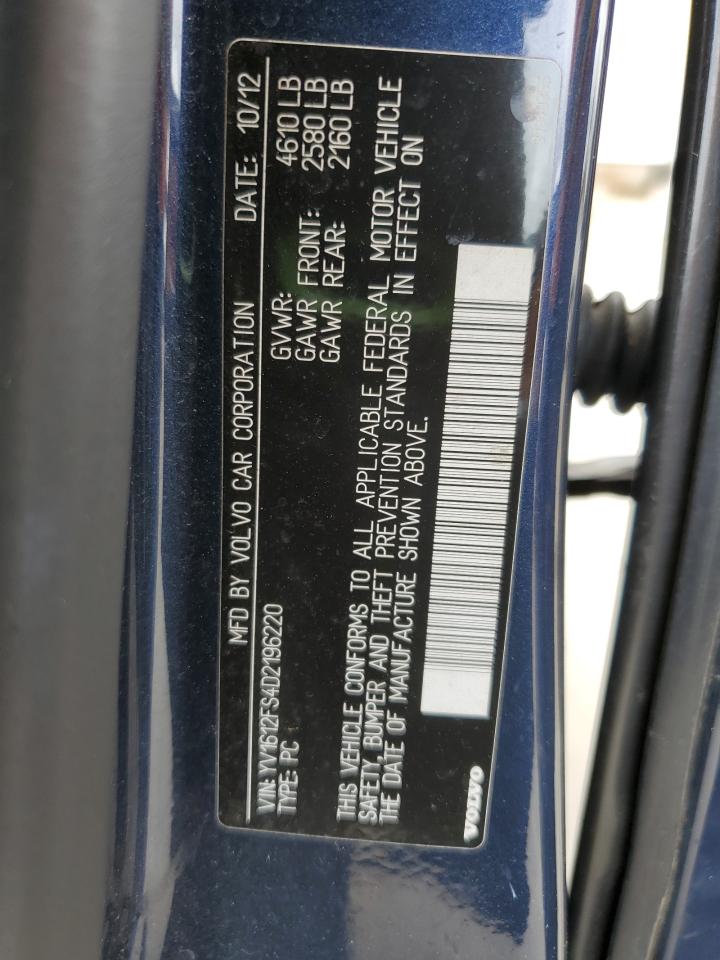 MFD BY VOLVO CAR CORPORATION DATE: 10/12
VIN: YV1612FS4D2196220
TYPE: PC
GVWR: 4610 LB
GAWR FRONT: 2580 LB
GAWR REAR: 2160 LB
THIS VEHICLE CONFORMS TO ALL APPLICABLE FEDERAL MOTOR VEHICLE
SAFETY, BUMPER AND THEFT PREVENTION STANDARDS IN EFFECT ON
THE DATE OF MANUFACTURE SHOWN ABOVE.
VOLVO